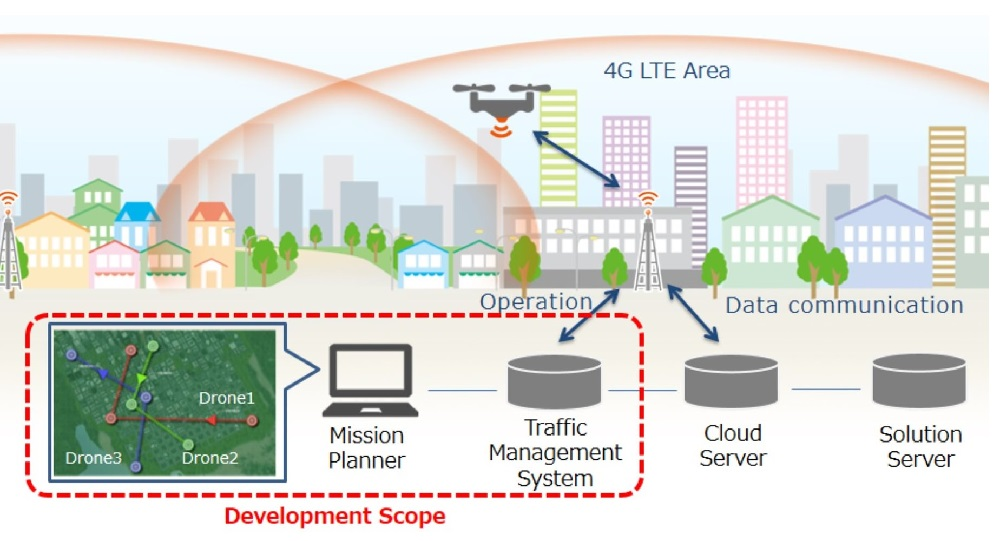 4G LTE Area
Operation
Data communication
Drone1
Drone3
Drone2
Mission
Planner
Traffic
Management
System
Cloud
Server
Solution
Server
Development Scope